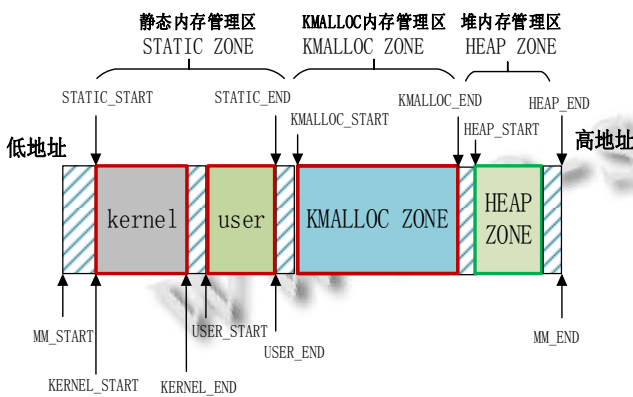 静态内存管理区 KMALLOC内存管理区 堆内存管理区
STATIC ZONE KMALLOC ZONE HEAP ZONE
STATIC_START STATIC_END KMALLOC_END HEAP_END
KMALLOC_START HEAP_START
低地址 高地址
kernel user KMALLOC ZONE HEAP
ZONE
MM_START USER_START MM_END
USER_END
KERNEL_START KERNEL_END